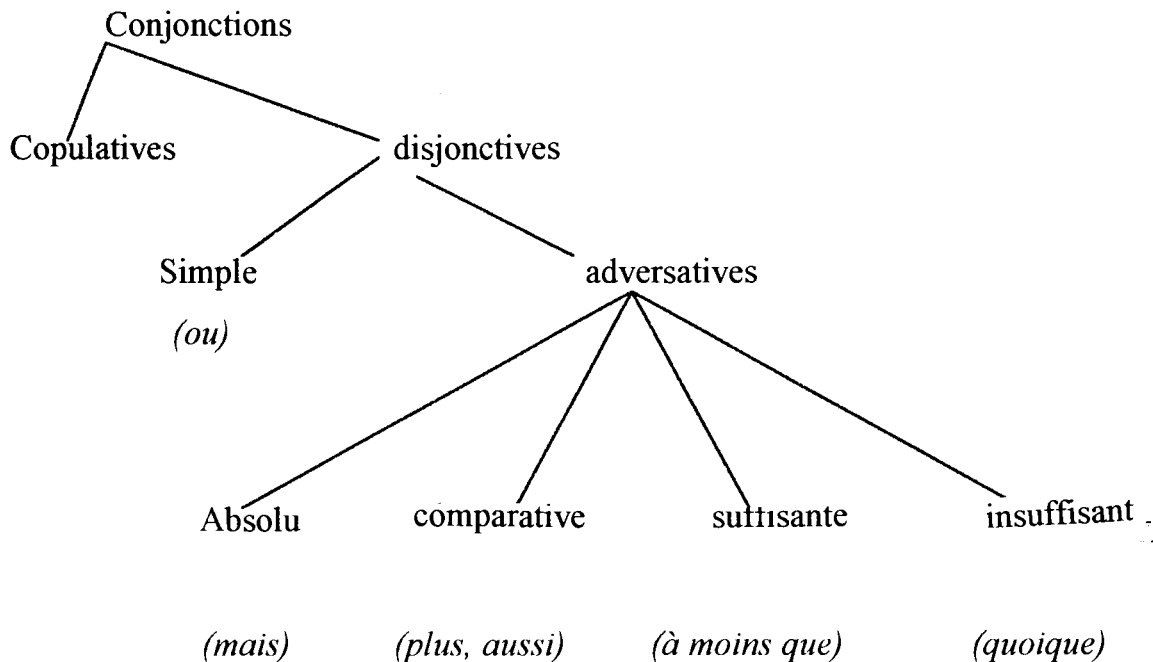 Conjonctions
Copulatives disjonctives
Simple adversatives
(ou)
Absolu comparative suffisante insuffisant
(mais) (plus, aussi) (à moins que) (quoique)